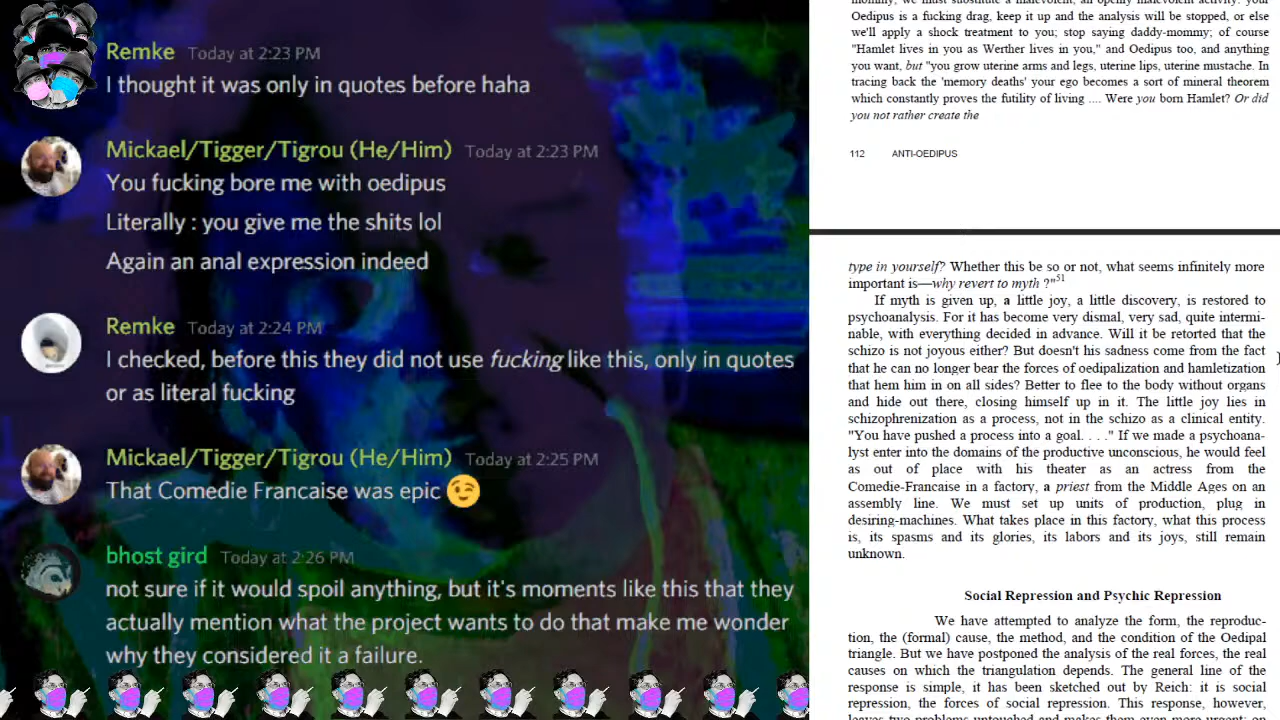 Remke Today at 2:23 PM
I thought it was only in quotes before haha
Mickael/Tigger/Tigrou (He/Him) Today at 2:23 PM
You fucking bore me with oedipus
Literally : you give me the shits lol
Again an anal expression indeed
Remke Today at 2:24 PM
I checked, before this they did not use fucking like this, only in quotes
or as literal fucking
Mickael/Tigger/Tigrou (He/Him) Today at 2:25 PM
That Comedie Francaise was epic 😉
bhost gird Today at 2:26 PM
not sure if it would spoil anything, but it's moments like this that they
actually mention what the project wants to do that make me wonder
why they considered it a failure.
Oedipus is a fucking drag, keep it up and the analysis will be stopped, or else
we'll apply a shock treatment to you; stop saying daddy-mommy; of course
"Hamlet lives in you as Werther lives in you," and Oedipus too, and anything
you want, but "you grow uterine arms and legs, uterine lips, uterine mustache. In
tracing back the 'memory deaths' your ego becomes a sort of mineral theorem
which constantly proves the futility of living .... Were you born Hamlet? Or did
you not rather create the
112 ANTI-OEDIPUS
type in yourself? Whether this be so or not, what seems infinitely more
important is—why revert to myth ?"51
If myth is given up, a little joy, a little discovery, is restored to
psychoanalysis. For it has become very dismal, very sad, quite intermi-
nable, with everything decided in advance. Will it be retorted that the
schizo is not joyous either? But doesn't his sadness come from the fact
that he can no longer bear the forces of oedipalization and hamletization
that hem him in on all sides? Better to flee to the body without organs
and hide out there, closing himself up in it. The little joy lies in
schizophrenization as a process, not in the schizo as a clinical entity.
"You have pushed a process into a goal. . . ." If we made a psychoana-
lyst enter into the domains of the productive unconscious, he would feel
as out of place with his theater as an actress from the
Comedie-Francaise in a factory, a priest from the Middle Ages on an
assembly line. We must set up units of production, plug in
desiring-machines. What takes place in this factory, what this process
is, its spasms and its glories, its labors and its joys, still remain
unknown.
Social Repression and Psychic Repression
We have attempted to analyze the form, the reproduc-
tion, the (formal) cause, the method, and the condition of the Oedipal
triangle. But we have postponed the analysis of the real forces, the real
causes on which the triangulation depends. The general line of the
response is simple, it has been sketched out by Reich: it is social
repression, the forces of social repression. This response, however,